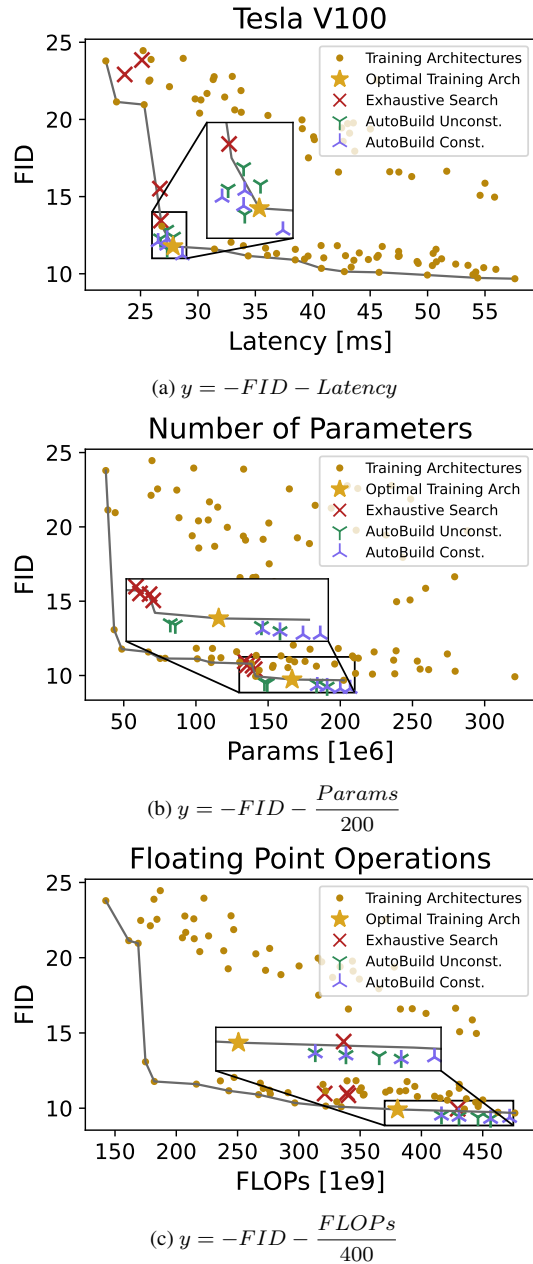 Tesla V100
25
20
15
10
FID
Training Architectures
Optimal Training Arch
Exhaustive Search
AutoBuild Unconst.
AutoBuild Const.
25 30 35 40 45 50 55
Latency [ms]
(a) y = −FID − Latency
Number of Parameters
25
20
15
10
FID
Training Architectures
Optimal Training Arch
Exhaustive Search
AutoBuild Unconst.
AutoBuild Const.
50 100 150 200 250 300
Params [1e6]
(b) y = −FID − Params
200
Floating Point Operations
25
20
15
10
FID
Training Architectures
Optimal Training Arch
Exhaustive Search
AutoBuild Unconst.
AutoBuild Const.
150 200 250 300 350 400 450
FLOPs [1e9]
(c) y = −FID − FLOPs
400